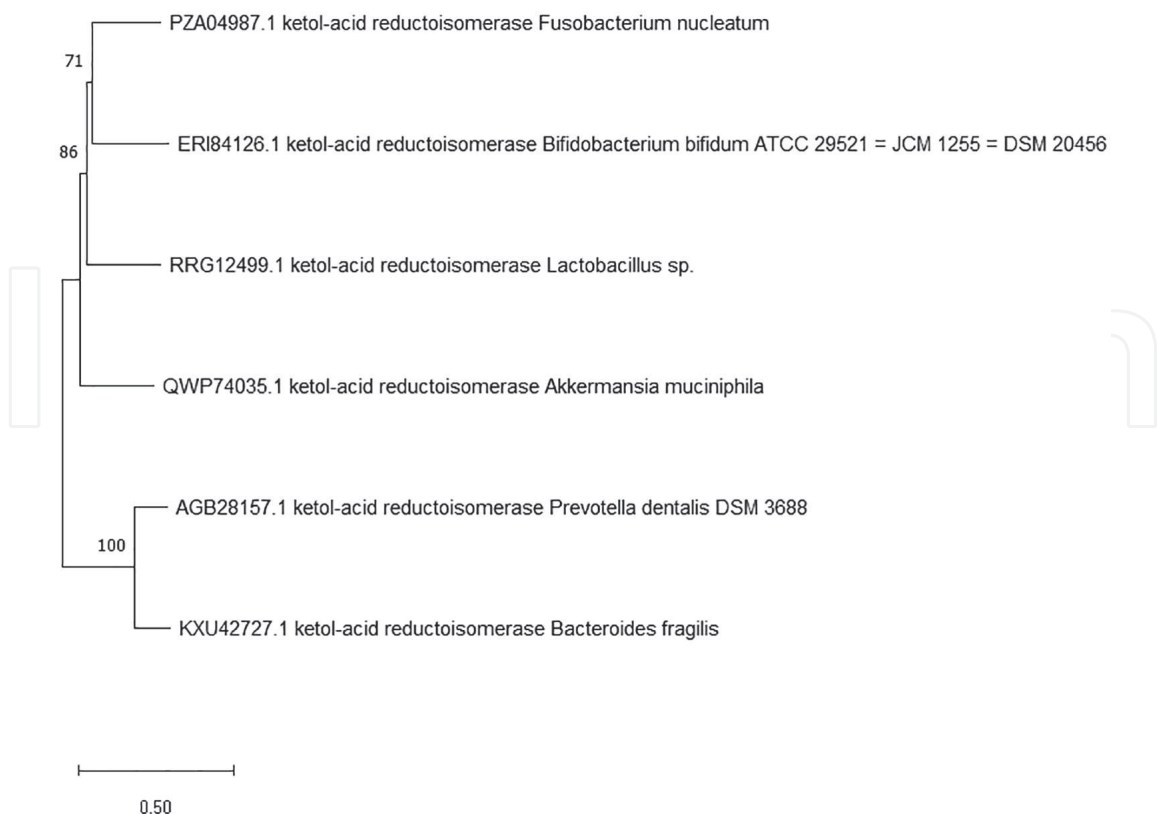 PZA04987.1 ketol-acid reductoisomerase Fusobacterium nucleatum
71
ERI84126.1 ketol-acid reductoisomerase Bifidobacterium bifidum ATCC 29521 = JCM 1255 = DSM 20456
86
RRG12499.1 ketol-acid reductoisomerase Lactobacillus sp.
QWP74035.1 ketol-acid reductoisomerase Akkermansia muciniphila
AGB28157.1 ketol-acid reductoisomerase Prevotella dentalis DSM 3688
100
KXU42727.1 ketol-acid reductoisomerase Bacteroides fragilis
0.50